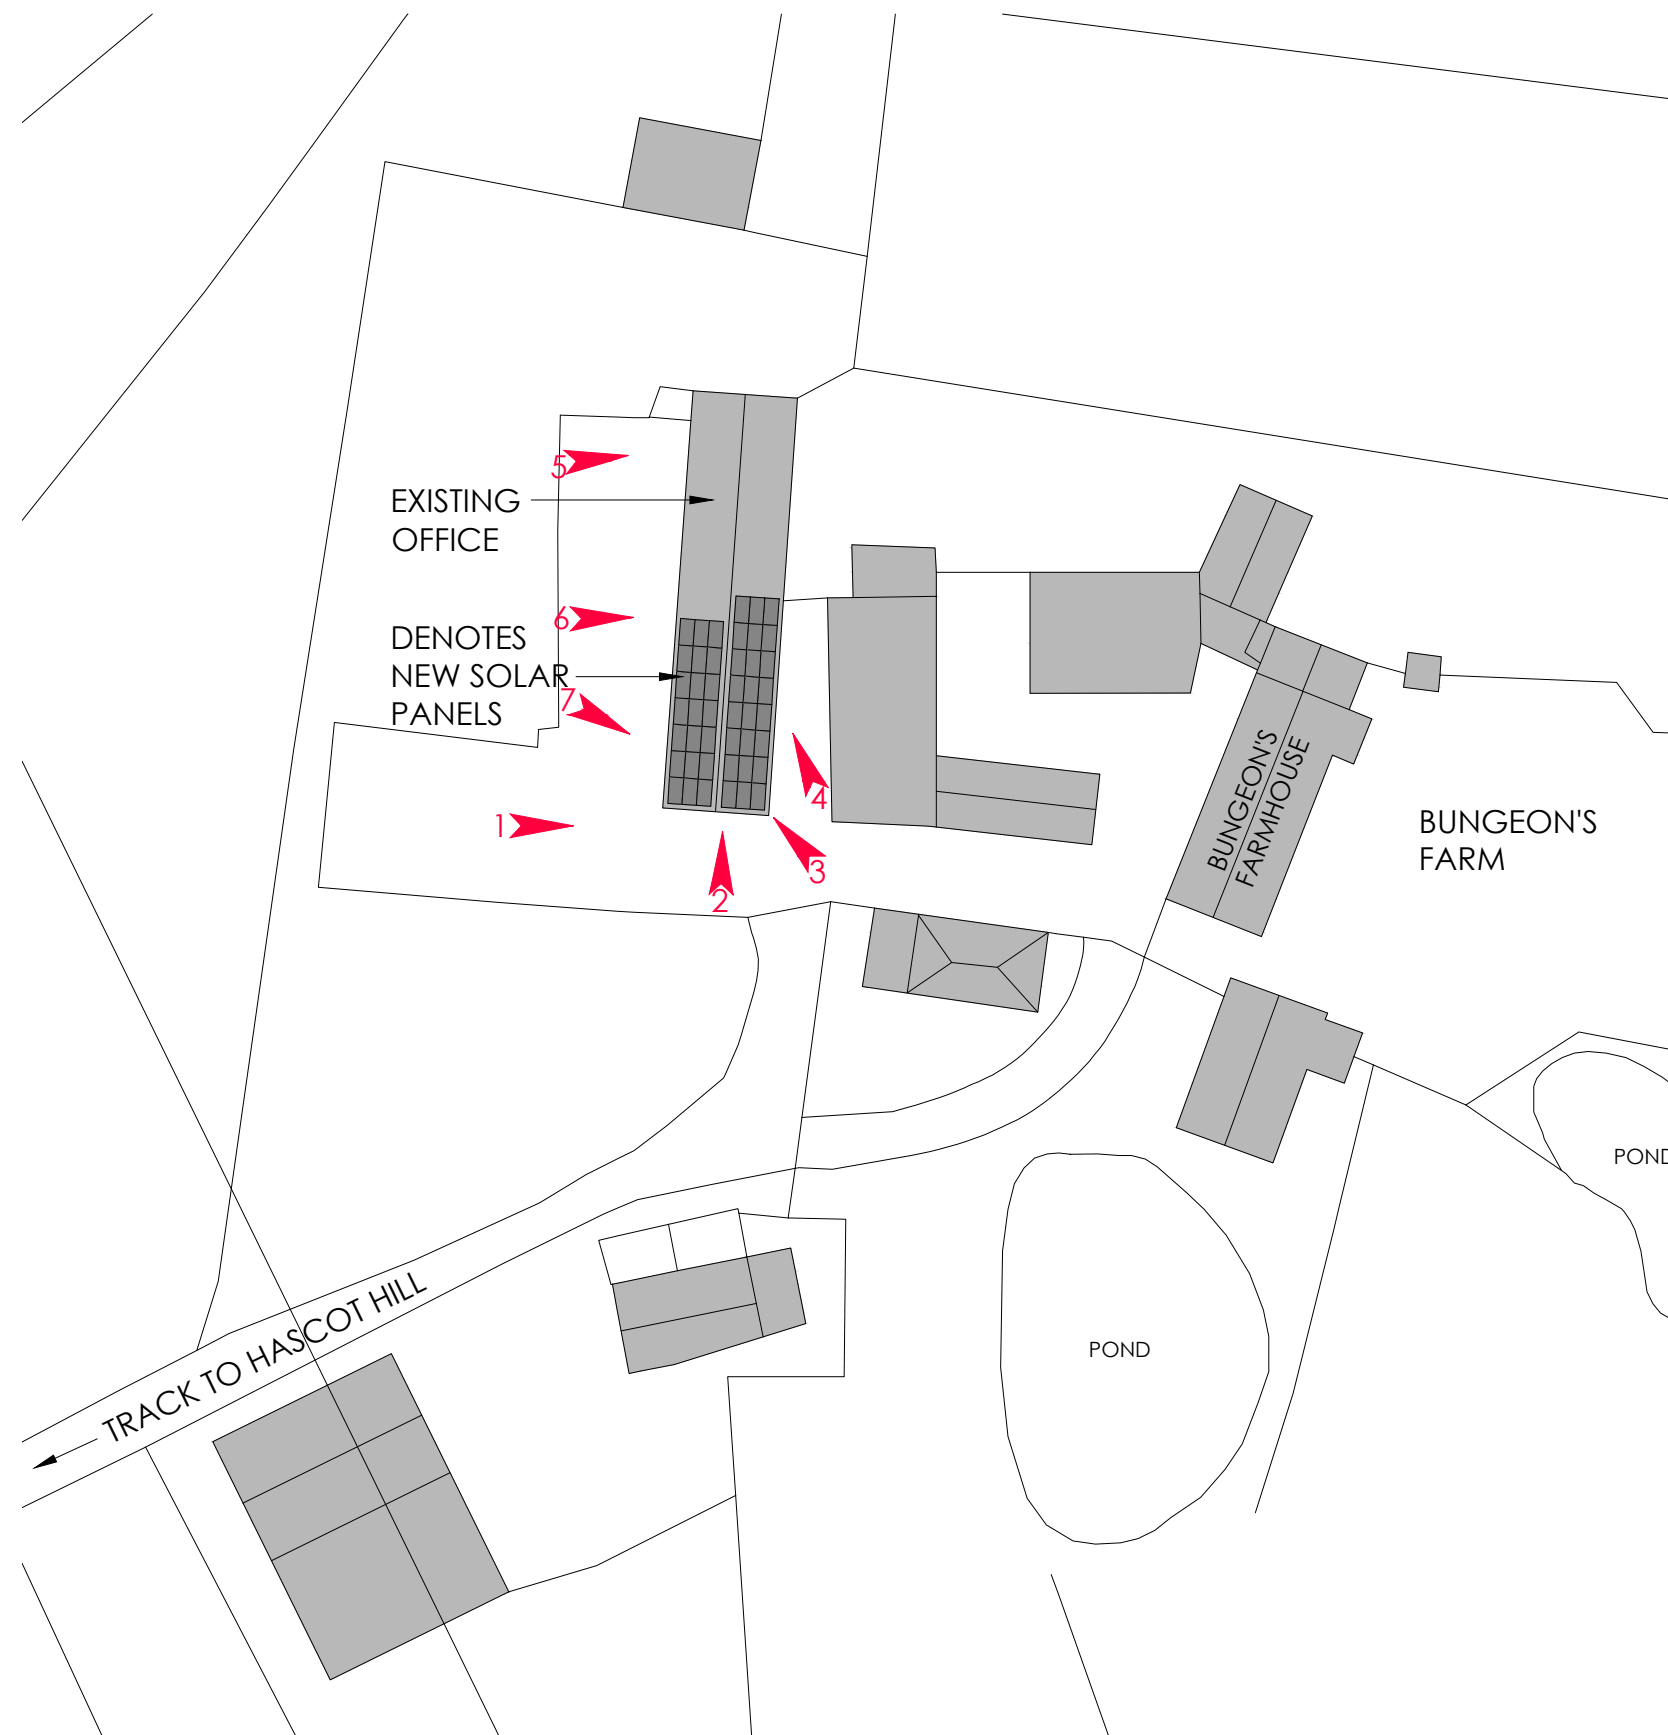 5
EXISTING
OFFICE
6
DENOTES
NEW SOLAR
PANELS
7
4
1
3
2
BUNGEON'S
FARMHOUSE
BUNGEON'S
FARM
POND
POND
TRACK TO HASCOT HILL